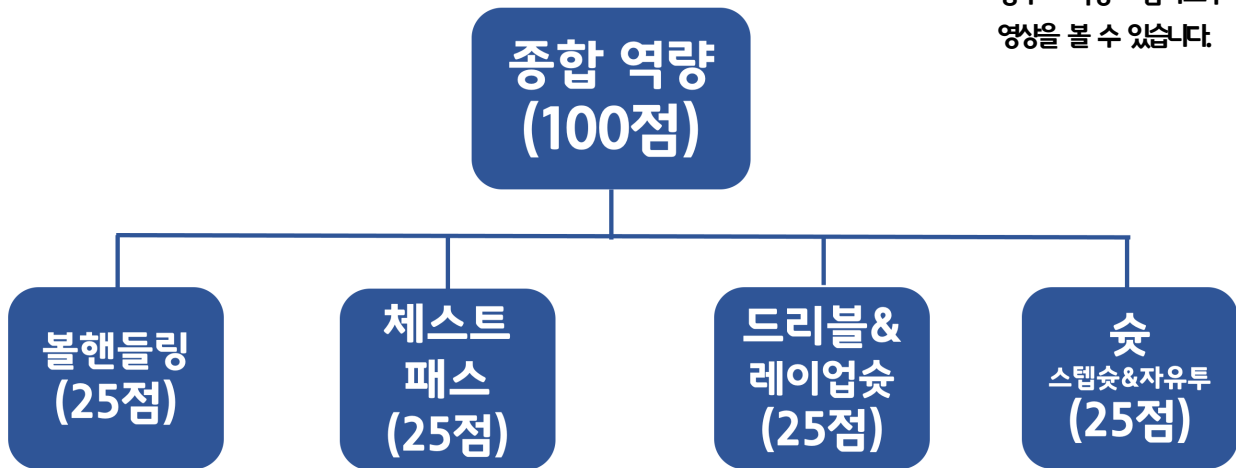 영상을 볼 수 있습니다.
종합 역량
(100점)
볼핸들링
(25점)
체스트
패스
(25점)
드리블&
레이업슛
(25점)
슛
스텝슛&자유투
(25점)